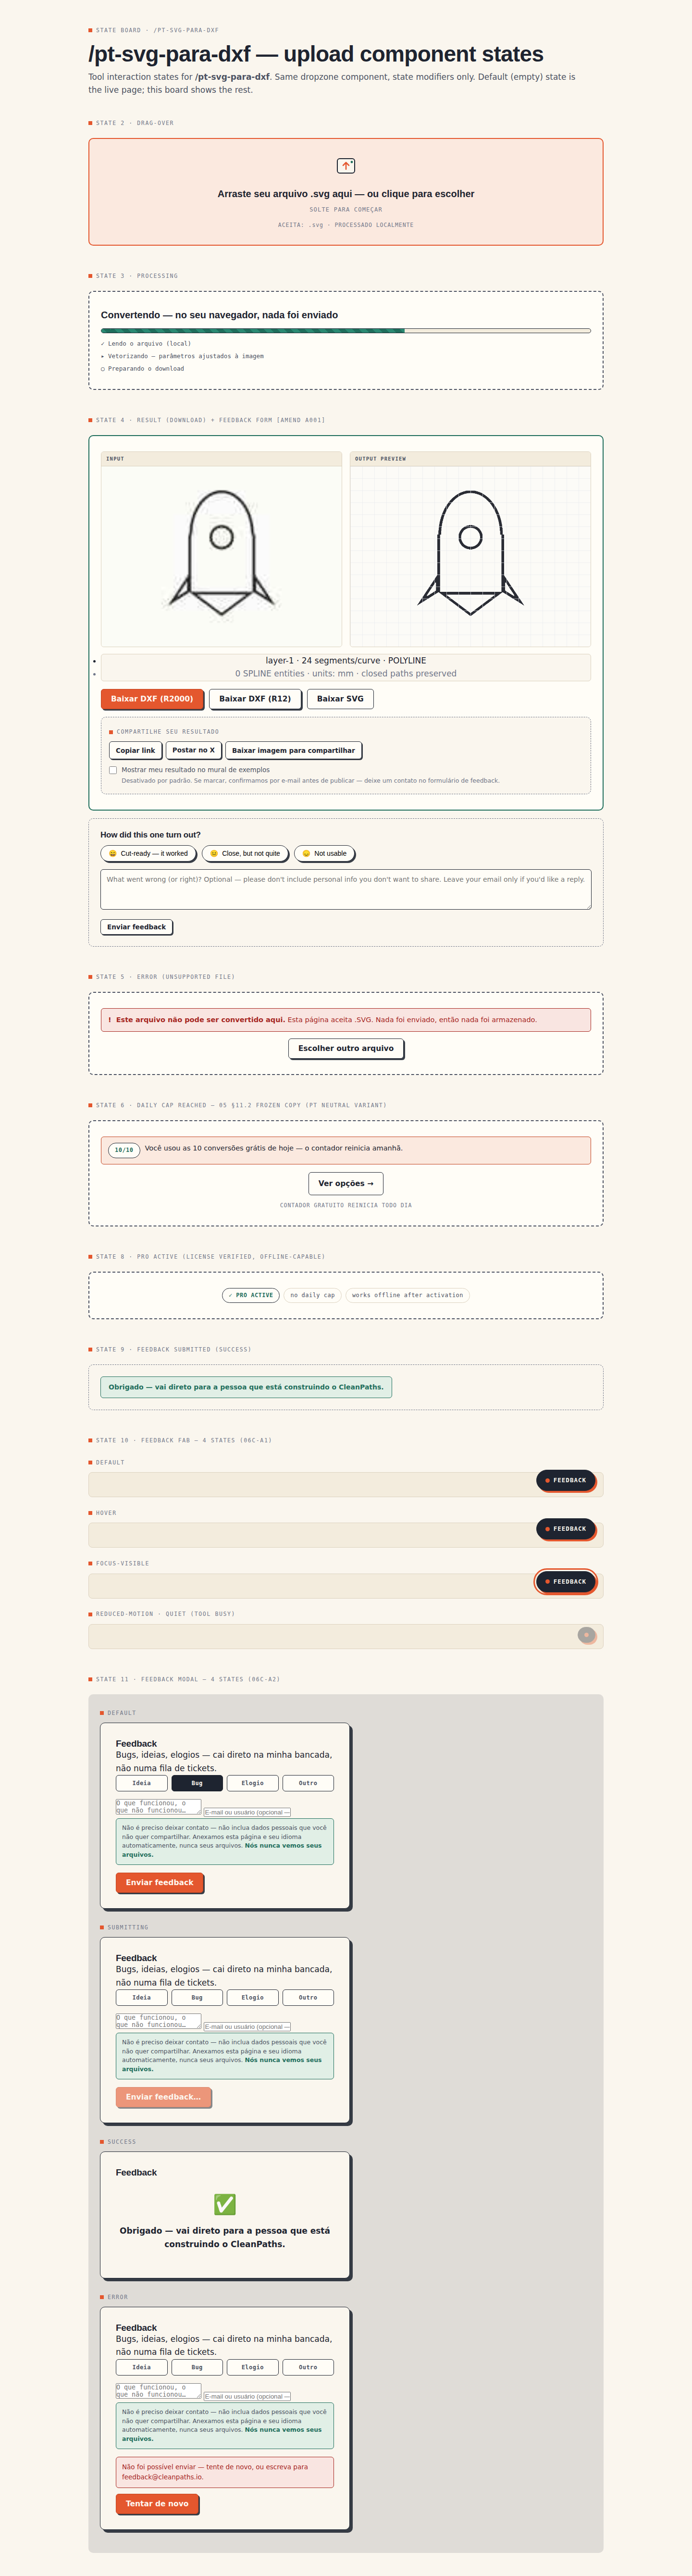 STATE BOARD · /PT-SVG-PARA-DXF
/pt-svg-para-dxf — upload component states
Tool interaction states for /pt-svg-para-dxf. Same dropzone component, state modifiers only. Default (empty) state is
the live page; this board shows the rest.
STATE 2 · DRAG-OVER
Arraste seu arquivo .svg aqui — ou clique para escolher
SOLTE PARA COMEÇAR
ACEITA: .svg · PROCESSADO LOCALMENTE
STATE 3 · PROCESSING
Convertendo — no seu navegador, nada foi enviado
✓ Lendo o arquivo (local)
▸ Vetorizando — parâmetros ajustados à imagem
○ Preparando o download
STATE 4 · RESULT (DOWNLOAD) + FEEDBACK FORM [AMEND A001]
INPUT
OUTPUT PREVIEW
layer-1 · 24 segments/curve · POLYLINE
0 SPLINE entities · units: mm · closed paths preserved
Baixar DXF (R2000)
Baixar DXF (R12)
Baixar SVG
COMPARTILHE SEU RESULTADO
Copiar link
Postar no X
Baixar imagem para compartilhar
Mostrar meu resultado no mural de exemplos
Desativado por padrão. Se marcar, confirmamos por e-mail antes de publicar — deixe um contato no formulário de feedback.
How did this one turn out?
😀 Cut-ready — it worked
😐 Close, but not quite
😞 Not usable
What went wrong (or right)? Optional — please don't include personal info you don't want to share. Leave your email only if you'd like a reply.
Enviar feedback
STATE 5 · ERROR (UNSUPPORTED FILE)
! Este arquivo não pode ser convertido aqui. Esta página aceita .SVG. Nada foi enviado, então nada foi armazenado.
Escolher outro arquivo
STATE 6 · DAILY CAP REACHED — 05 §11.2 FROZEN COPY (PT NEUTRAL VARIANT)
10/10 Você usou as 10 conversões grátis de hoje — o contador reinicia amanhã.
Ver opções →
CONTADOR GRATUITO REINICIA TODO DIA
STATE 8 · PRO ACTIVE (LICENSE VERIFIED, OFFLINE-CAPABLE)
✓ PRO ACTIVE
no daily cap
works offline after activation
STATE 9 · FEEDBACK SUBMITTED (SUCCESS)
Obrigado — vai direto para a pessoa que está construindo o CleanPaths.
STATE 10 · FEEDBACK FAB — 4 STATES (06C-A1)
DEFAULT
FEEDBACK
HOVER
FEEDBACK
FOCUS-VISIBLE
FEEDBACK
REDUCED-MOTION · QUIET (TOOL BUSY)
STATE 11 · FEEDBACK MODAL — 4 STATES (06C-A2)
DEFAULT
Feedback
Bugs, ideias, elogios — cai direto na minha bancada,
não numa fila de tickets.
Ideia
Bug
Elogio
Outro
O que funcionou, o
que não funcionou…
E-mail ou usuário (opcional —
Não é preciso deixar contato — não inclua dados pessoais que você
não quer compartilhar. Anexamos esta página e seu idioma
automaticamente, nunca seus arquivos. Nós nunca vemos seus
arquivos.
Enviar feedback
SUBMITTING
Feedback
Bugs, ideias, elogios — cai direto na minha bancada,
não numa fila de tickets.
Ideia
Bug
Elogio
Outro
O que funcionou, o
que não funcionou…
E-mail ou usuário (opcional —
Não é preciso deixar contato — não inclua dados pessoais que você
não quer compartilhar. Anexamos esta página e seu idioma
automaticamente, nunca seus arquivos. Nós nunca vemos seus
arquivos.
Enviar feedback…
SUCCESS
Feedback
✅
Obrigado — vai direto para a pessoa que está
construindo o CleanPaths.
ERROR
Feedback
Bugs, ideias, elogios — cai direto na minha bancada,
não numa fila de tickets.
Ideia
Bug
Elogio
Outro
O que funcionou, o
que não funcionou…
E-mail ou usuário (opcional —
Não é preciso deixar contato — não inclua dados pessoais que você
não quer compartilhar. Anexamos esta página e seu idioma
automaticamente, nunca seus arquivos. Nós nunca vemos seus
arquivos.
Não foi possível enviar — tente de novo, ou escreva para
feedback@cleanpaths.io.
Tentar de novo